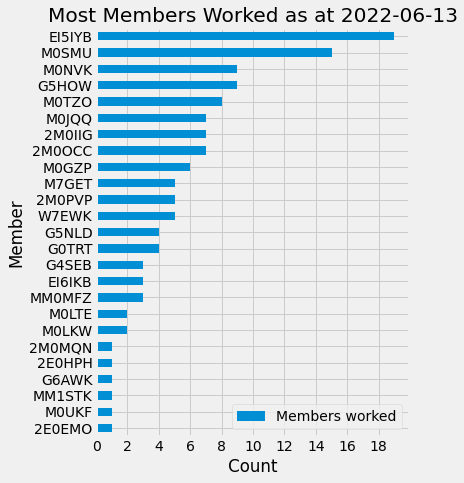 Most Members Worked as at 2022-06-13
EI5IYB
M0SMU
M0NVK
G5HOW
M0TZO
M0JQQ
2M0IIG
2M0OCC
M0GZP
M7GET
2M0PVP
W7EWK
G5NLD
G0TRT
G4SEB
EI6IKB
MM0MFZ
M0LTE
M0LKW
2M0MQN
2E0HPH
G6AWK
MM1STK
M0UKF
2E0EMO
Member
Members worked
0 2 4 6 8 10 12 14 16 18
Count